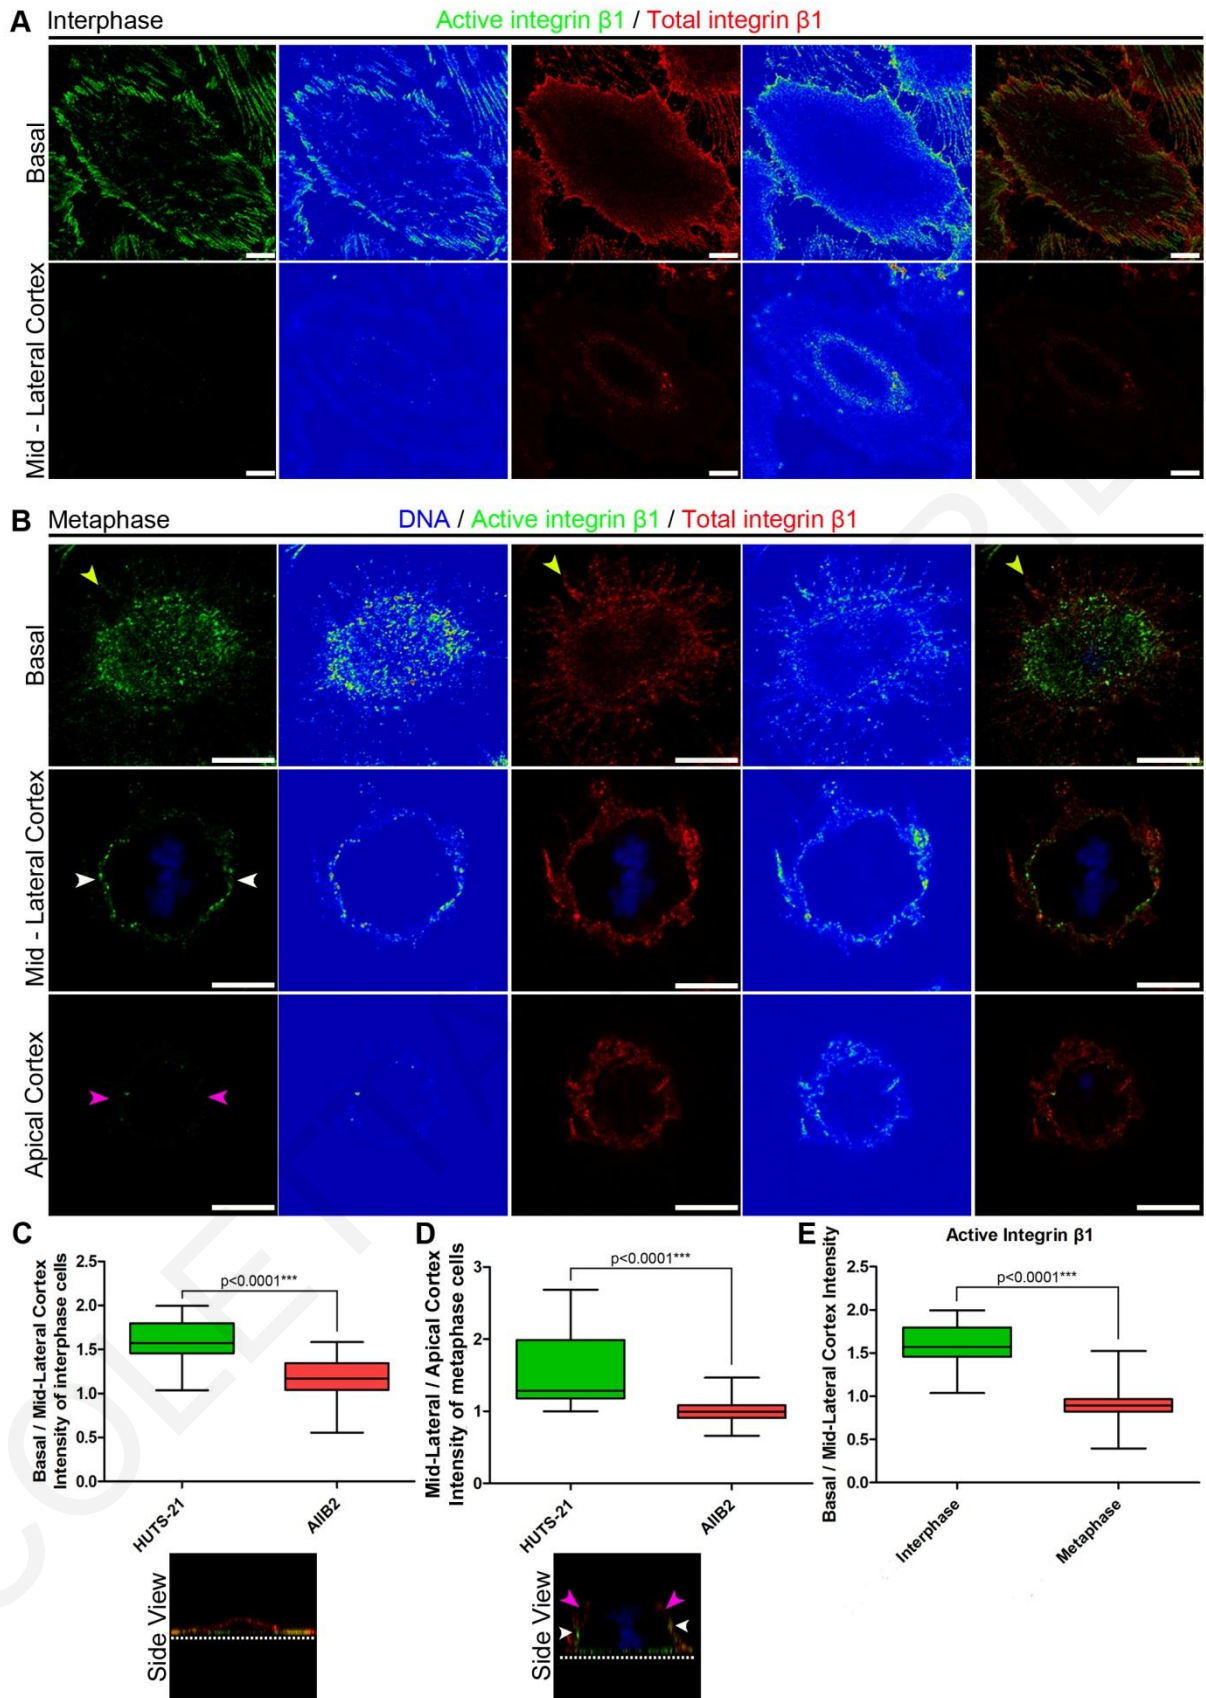 A Interphase Active integrin β1 / Total integrin β1
Basal
Mid - Lateral Cortex
B Metaphase DNA / Active integrin β1 / Total integrin β1
Basal
Mid - Lateral Cortex
Apical Cortex
C
Basal / Mid-Lateral Cortex
Intensity of interphase cells
2.5
2.0
1.5
1.0
0.5
0.0
p<0.0001***
HUTS-21
AIIB2
Side View
D
Mid-Lateral / Apical Cortex
Intensity of metaphase cells
3
2
1
0
p<0.0001***
HUTS-21
AIIB2
Side View
E Active Integrin β1
Basal / Mid-Lateral Cortex Intensity
2.5
2.0
1.5
1.0
0.5
0.0
p<0.0001***
Interphase
Metaphase